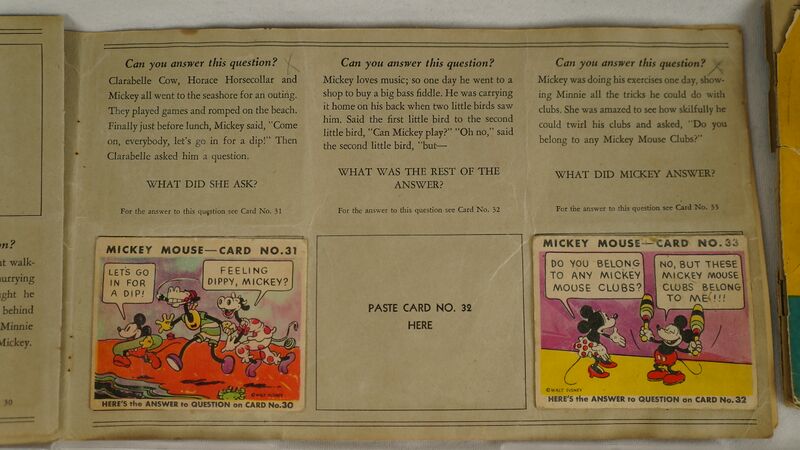 Can you answer this question?
Clarabelle Cow, Horace Horsecollar and
Mickey all went to the seashore for an outing.
They played games and romped on the beach.
Finally just before lunch, Mickey said, "Come
on, everybody, let's go in for a dip!" Then
Clarabelle asked him a question.
WHAT DID SHE ASK?
For the answer to this question see Card No. 31
Can you answer this question?
Mickey loves music; so one day he went to a
shop to buy a big bass fiddle. He was carrying
it home on his back when two little birds saw
him. Said the first little bird to the second
little bird, "Can Mickey play?" "Oh no," said
the second little bird, "but—
WHAT WAS THE REST OF THE
ANSWER?
For the answer to this question see Card No. 32
Can you answer this question?
Mickey was doing his exercises one day, show-
ing Minnie all the tricks he could do with
clubs. She was amazed to see how skilfully he
could twirl his clubs and asked, "Do you
belong to any Mickey Mouse Clubs?"
WHAT DID MICKEY ANSWER?
For the answer to this question see Card No. 33
n?
nt walk-
urrying
ght he
behind
Minnie
Mickey.
30
MICKEY MOUSE—CARD NO. 31
LET'S GO
IN FOR
A DIP!
FEELING
DIPPY, MICKEY?
© WALT DISNEY
HERE'S the ANSWER to QUESTION on CARD No. 30
PASTE CARD NO. 32
HERE
MICKEY MOUSE—CARD NO. 33
DO YOU BELONG
TO ANY MICKEY
MOUSE CLUBS?
NO, BUT THESE
MICKEY MOUSE
CLUBS BELONG
TO ME!!!!
© WALT DISNEY
HERE'S the ANSWER to QUESTION on CARD No. 32